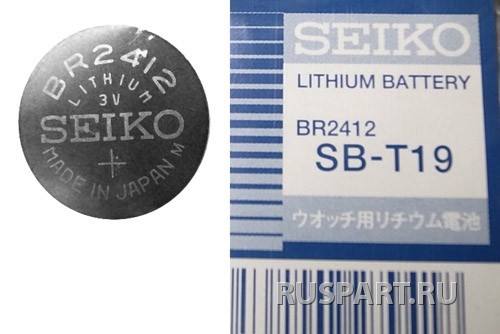 BR2412
LITHIUM
3V
SEIKO
+
MADE IN JAPAN M
SEIKO
LITHIUM BATTERY
BR2412
SB-T19
ウオッチ用リチウム電池
RUSPART.RU